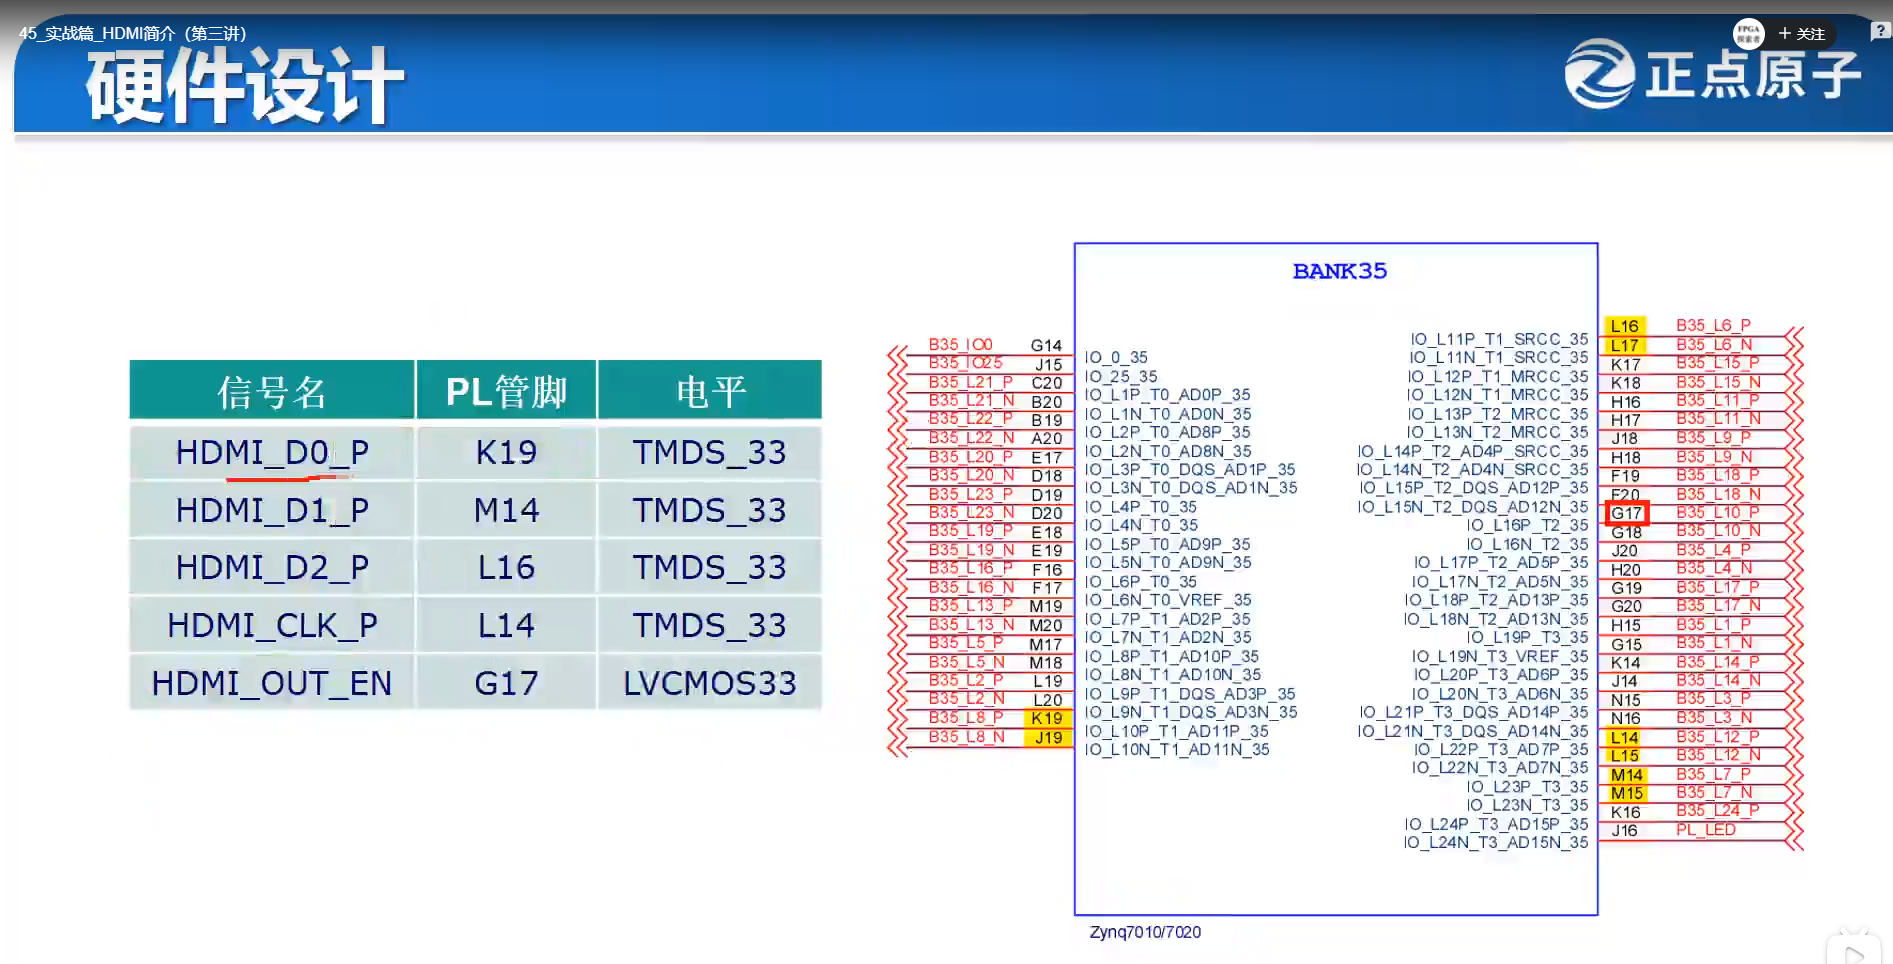 45_实战篇_HDMI简介（第三讲）
FPGA
探索者
+ 关注
?
硬件设计
正点原子
信号名 PL管脚 电平
HDMI_D0_P K19 TMDS_33
HDMI_D1_P M14 TMDS_33
HDMI_D2_P L16 TMDS_33
HDMI_CLK_P L14 TMDS_33
HDMI_OUT_EN G17 LVCMOS33
BANK35
B35_IO0 G14 IO_0_35
B35_IO25 J15 IO_25_35
B35_L21_P C20 IO_L1P_T0_AD0P_35
B35_L21_N B20 IO_L1N_T0_AD0N_35
B35_L22_P B19 IO_L2P_T0_AD8P_35
B35_L22_N A20 IO_L2N_T0_AD8N_35
B35_L20_P E17 IO_L3P_T0_DQS_AD1P_35
B35_L20_N D18 IO_L3N_T0_DQS_AD1N_35
B35_L23_P D19 IO_L4P_T0_35
B35_L23_N D20 IO_L4N_T0_35
B35_L19_P E18 IO_L5P_T0_AD9P_35
B35_L19_N E19 IO_L5N_T0_AD9N_35
B35_L16_P F16 IO_L6P_T0_35
B35_L16_N F17 IO_L6N_T0_VREF_35
B35_L13_P M19 IO_L7P_T1_AD2P_35
B35_L13_N M20 IO_L7N_T1_AD2N_35
B35_L5_P M17 IO_L8P_T1_AD10P_35
B35_L5_N M18 IO_L8N_T1_AD10N_35
B35_L2_P L19 IO_L9P_T1_DQS_AD3P_35
B35_L2_N L20 IO_L9N_T1_DQS_AD3N_35
B35_L8_P K19 IO_L10P_T1_AD11P_35
B35_L8_N J19 IO_L10N_T1_AD11N_35
IO_L11P_T1_SRCC_35 L16 B35_L6_P
IO_L11N_T1_SRCC_35 L17 B35_L6_N
IO_L12P_T1_MRCC_35 K17 B35_L15_P
IO_L12N_T1_MRCC_35 K18 B35_L15_N
IO_L13P_T2_MRCC_35 H16 B35_L11_P
IO_L13N_T2_MRCC_35 H17 B35_L11_N
IO_L14P_T2_AD4P_SRCC_35 J18 B35_L9_P
IO_L14N_T2_AD4N_SRCC_35 H18 B35_L9_N
IO_L15P_T2_DQS_AD12P_35 F19 B35_L18_P
IO_L15N_T2_DQS_AD12N_35 F20 B35_L18_N
IO_L16P_T2_35 G17 B35_L10_P
IO_L16N_T2_35 G18 B35_L10_N
IO_L17P_T2_AD5P_35 J20 B35_L4_P
IO_L17N_T2_AD5N_35 H20 B35_L4_N
IO_L18P_T2_AD13P_35 G19 B35_L17_P
IO_L18N_T2_AD13N_35 G20 B35_L17_N
IO_L19P_T3_35 H15 B35_L1_P
IO_L19N_T3_VREF_35 G15 B35_L1_N
IO_L20P_T3_AD6P_35 K14 B35_L14_P
IO_L20N_T3_AD6N_35 J14 B35_L14_N
IO_L21P_T3_DQS_AD14P_35 N15 B35_L3_P
IO_L21N_T3_DQS_AD14N_35 N16 B35_L3_N
IO_L22P_T3_AD7P_35 L14 B35_L12_P
IO_L22N_T3_AD7N_35 L15 B35_L12_N
IO_L23P_T3_35 M14 B35_L7_P
IO_L23N_T3_35 M15 B35_L7_N
IO_L24P_T3_AD15P_35 K16 B35_L24_P
IO_L24N_T3_AD15N_35 J16 PL_LED
Zynq7010/7020